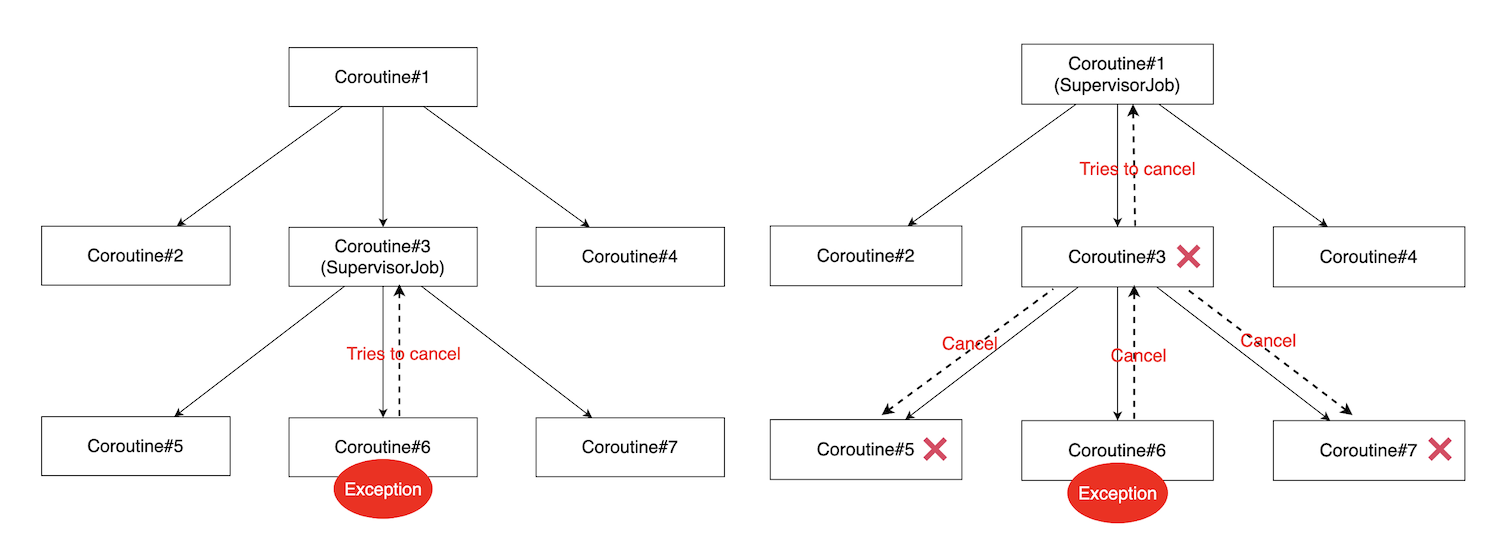 Coroutine#1
Coroutine#2
Coroutine#3
(SupervisorJob)
Coroutine#4
Tries to cancel
Coroutine#5
Coroutine#6
Coroutine#7
Exception
Coroutine#1
(SupervisorJob)
Tries to cancel
Coroutine#2
Coroutine#3
Coroutine#4
Cancel
Cancel
Cancel
Coroutine#5
Coroutine#6
Coroutine#7
Exception